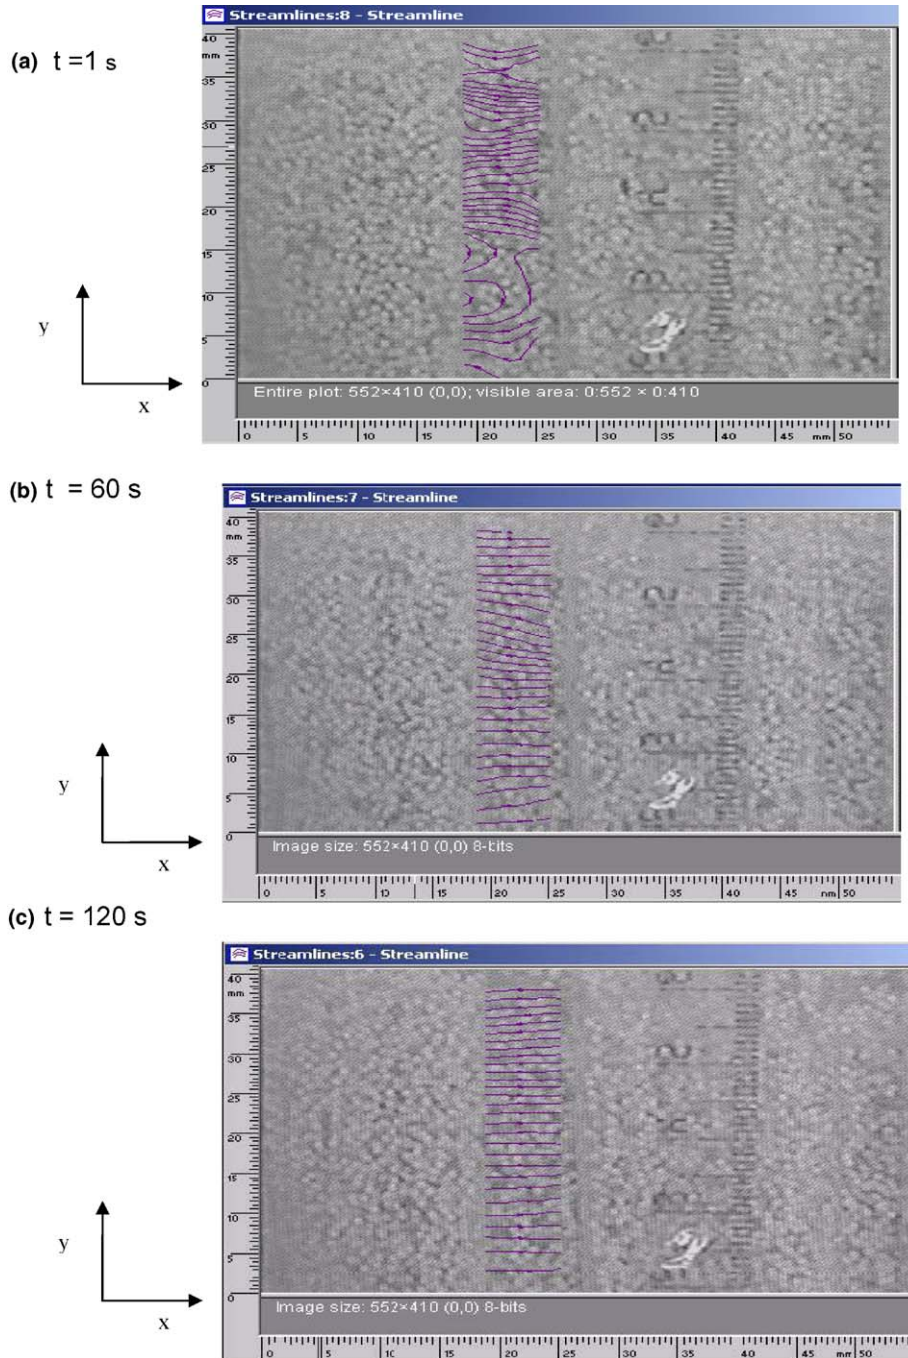 (a) t =1 s
Streamlines:8 - Streamline
40
mm
35
30
25
20
15
10
5
0
y
x
Entire plot: 552×410 (0,0); visible area: 0:552 × 0:410
0 5 10 15 20 25 30 35 40 45 mm 50
(b) t = 60 s
Streamlines:7 - Streamline
40
mm
35
30
25
20
15
10
5
0
y
x
Image size: 552×410 (0,0) 8-bits
0 5 10 15 20 25 30 35 40 45 mm 50
(c) t = 120 s
Streamlines:6 - Streamline
40
mm
35
30
25
20
15
10
5
0
y
x
Image size: 552×410 (0,0) 8-bits
0 5 10 15 20 25 30 35 40 45 mm 50